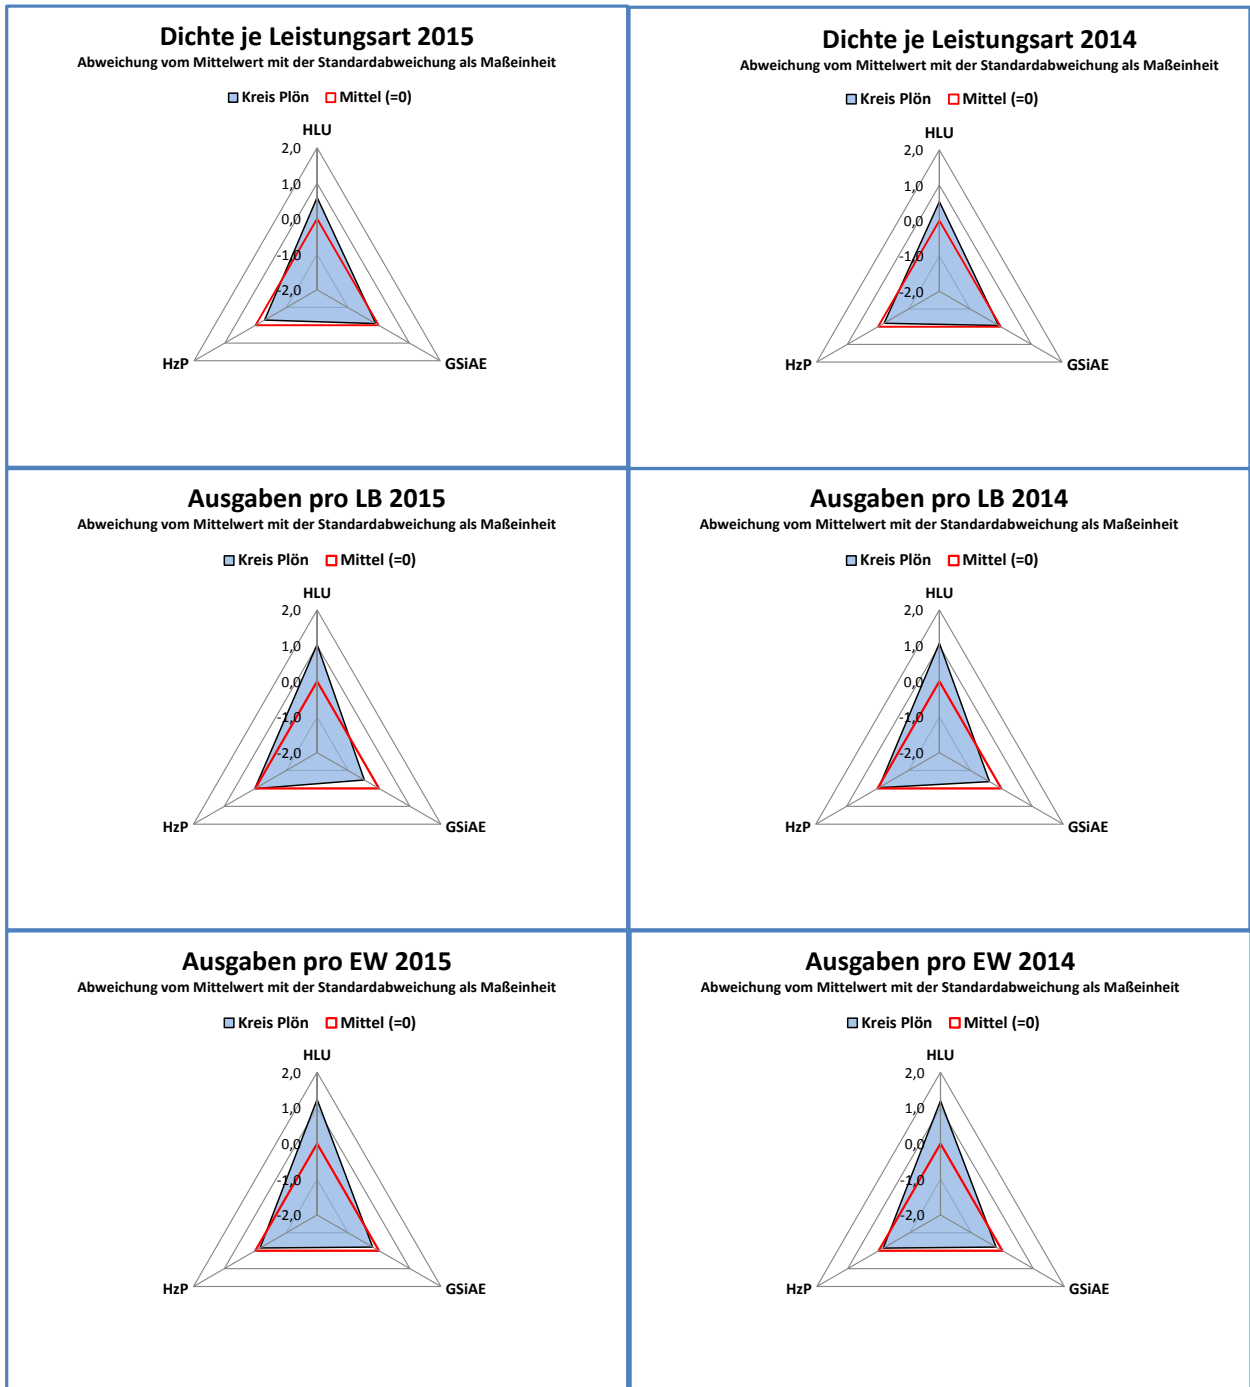 Dichte je Leistungsart 2015
Abweichung vom Mittelwert mit der Standardabweichung als Maßeinheit
Kreis Plön Mittel (=0)
HLU
2,0
1,0
0,0
-1,0
-2,0
HzP
GSiAE
Dichte je Leistungsart 2014
Abweichung vom Mittelwert mit der Standardabweichung als Maßeinheit
Kreis Plön Mittel (=0)
HLU
2,0
1,0
0,0
-1,0
-2,0
HzP
GSiAE
Ausgaben pro LB 2015
Abweichung vom Mittelwert mit der Standardabweichung als Maßeinheit
Kreis Plön Mittel (=0)
HLU
2,0
1,0
0,0
-1,0
-2,0
HzP
GSiAE
Ausgaben pro LB 2014
Abweichung vom Mittelwert mit der Standardabweichung als Maßeinheit
Kreis Plön Mittel (=0)
HLU
2,0
1,0
0,0
-1,0
-2,0
HzP
GSiAE
Ausgaben pro EW 2015
Abweichung vom Mittelwert mit der Standardabweichung als Maßeinheit
Kreis Plön Mittel (=0)
HLU
2,0
1,0
0,0
-1,0
-2,0
HzP
GSiAE
Ausgaben pro EW 2014
Abweichung vom Mittelwert mit der Standardabweichung als Maßeinheit
Kreis Plön Mittel (=0)
HLU
2,0
1,0
0,0
-1,0
-2,0
HzP
GSiAE